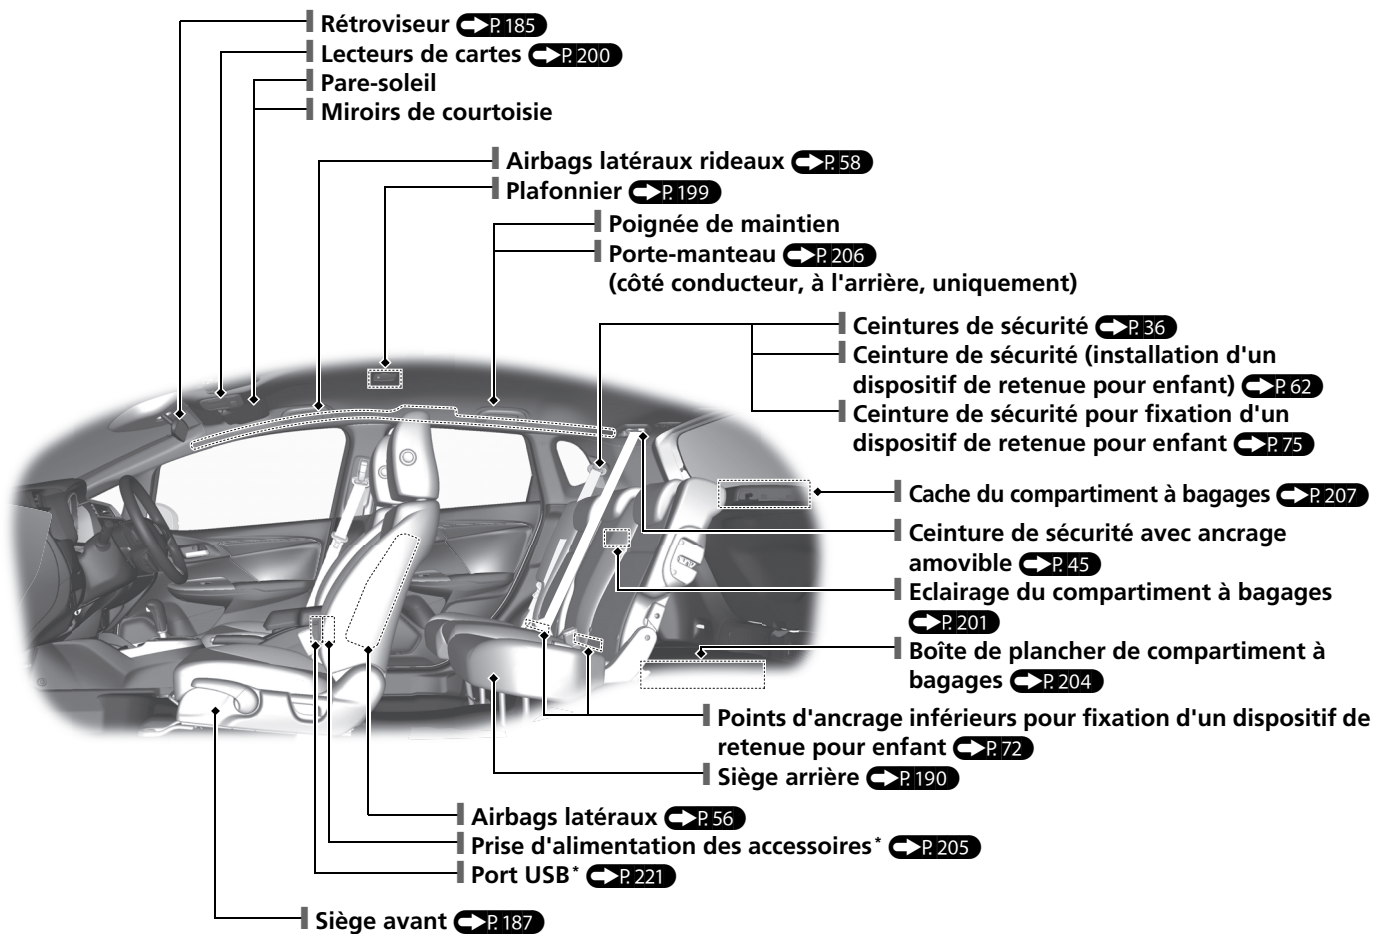 Rétroviseur P. 185
Lecteurs de cartes P. 200
Pare-soleil
Miroirs de courtoisie
Airbags latéraux rideaux P. 58
Plafonnier P. 199
Poignée de maintien
Porte-manteau P. 206
(côté conducteur, à l'arrière, uniquement)
Ceintures de sécurité P. 36
Ceinture de sécurité (installation d'un
dispositif de retenue pour enfant) P. 62
Ceinture de sécurité pour fixation d'un
dispositif de retenue pour enfant P. 75
Cache du compartiment à bagages P. 207
Ceinture de sécurité avec ancrage
amovible P. 45
Eclairage du compartiment à bagages
P. 201
Boîte de plancher de compartiment à
bagages P. 204
Points d'ancrage inférieurs pour fixation d'un dispositif de
retenue pour enfant P. 72
Siège arrière P. 190
Airbags latéraux P. 56
Prise d'alimentation des accessoires* P. 205
Port USB* P. 221
Siège avant P. 187